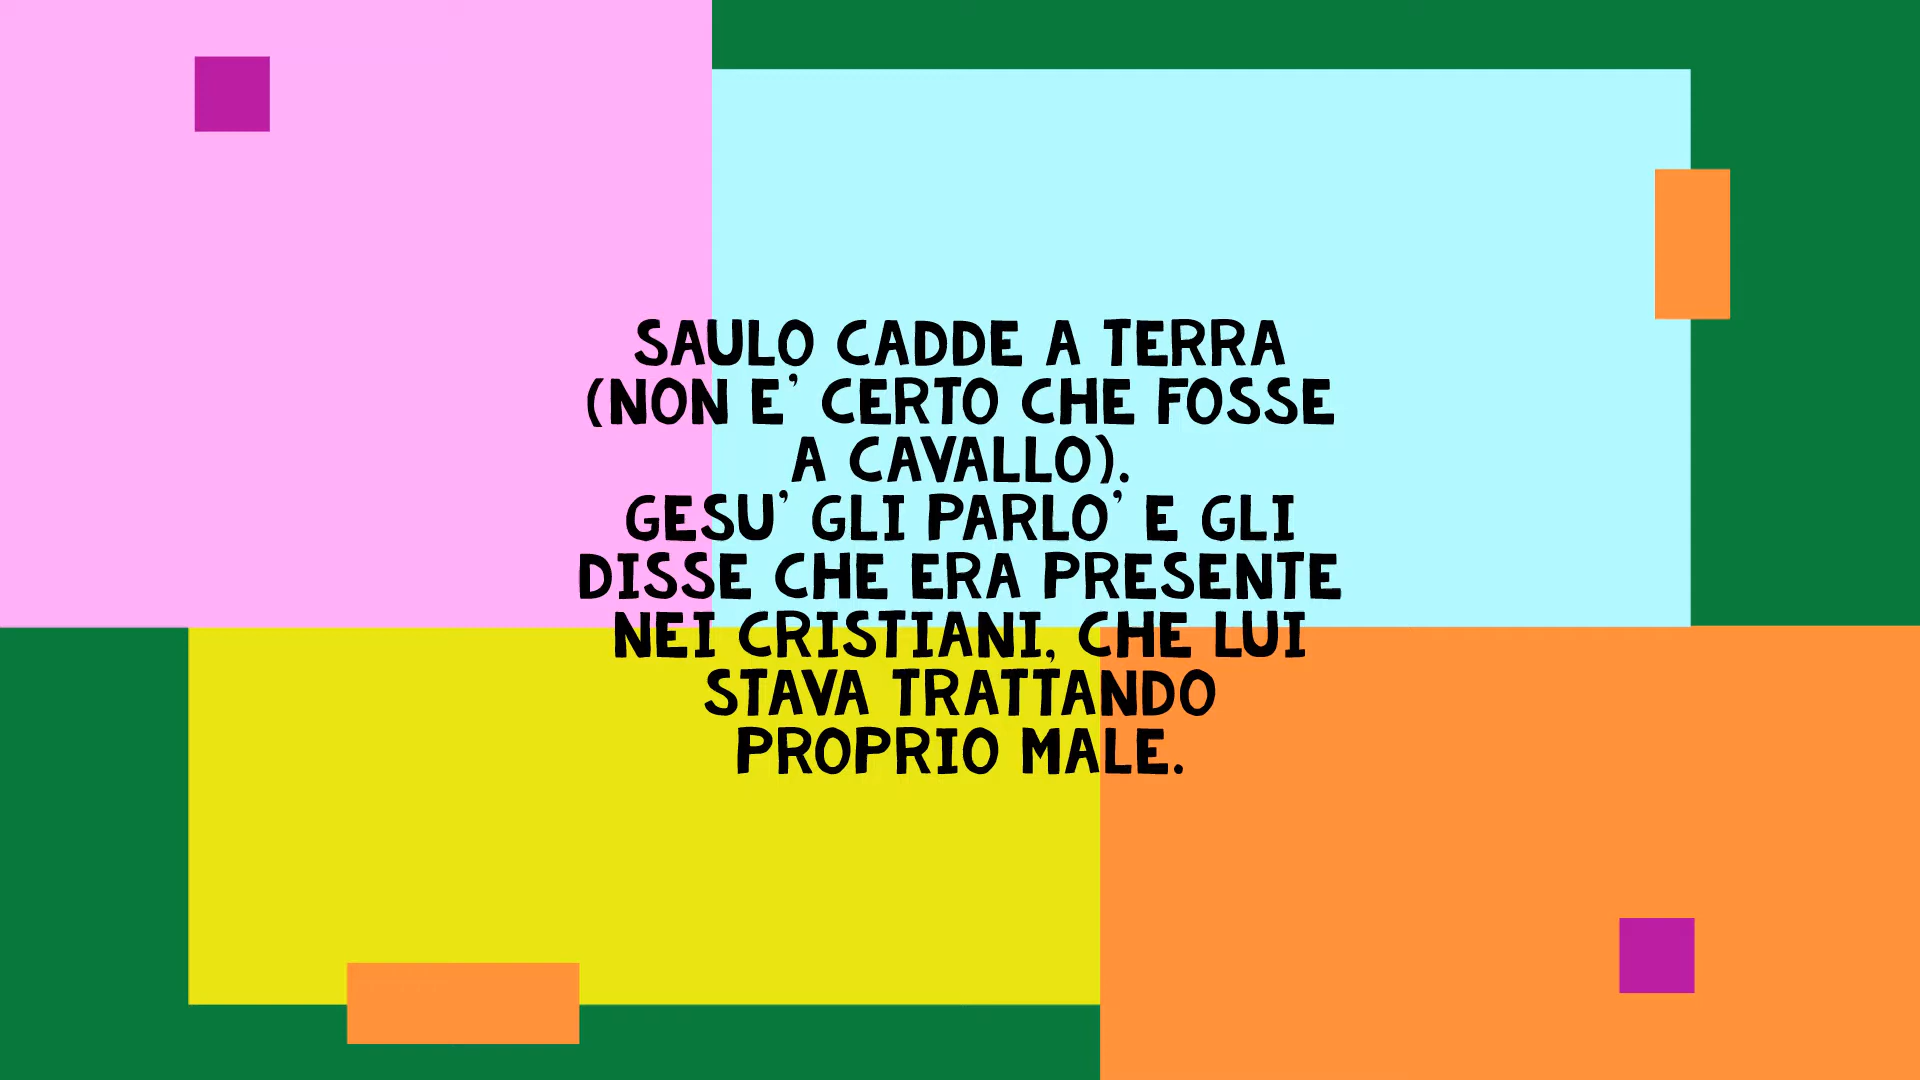 SAULO CADDE A TERRA
(NON E' CERTO CHE FOSSE
A CAVALLO).
GESU' GLI PARLO' E GLI
DISSE CHE ERA PRESENTE
NEI CRISTIANI, CHE LUI
STAVA TRATTANDO
PROPRIO MALE.